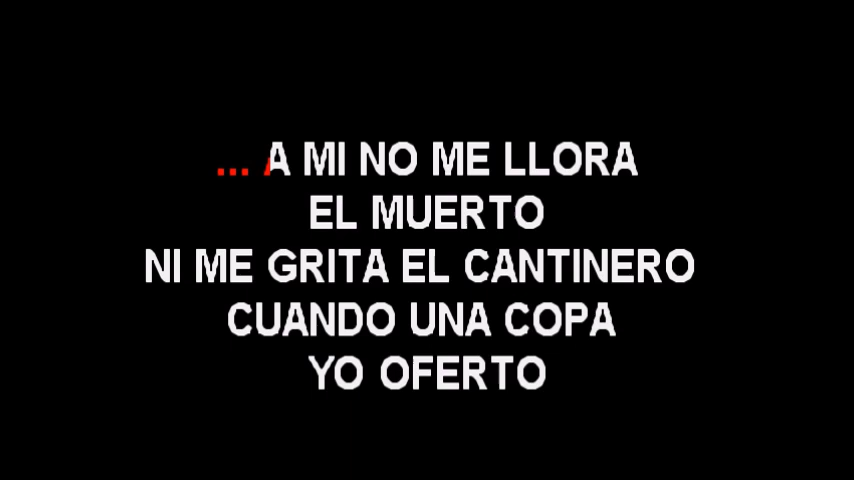 ... A MI NO ME LLORA
EL MUERTO
NI ME GRITA EL CANTINERO
CUANDO UNA COPA
YO OFERTO